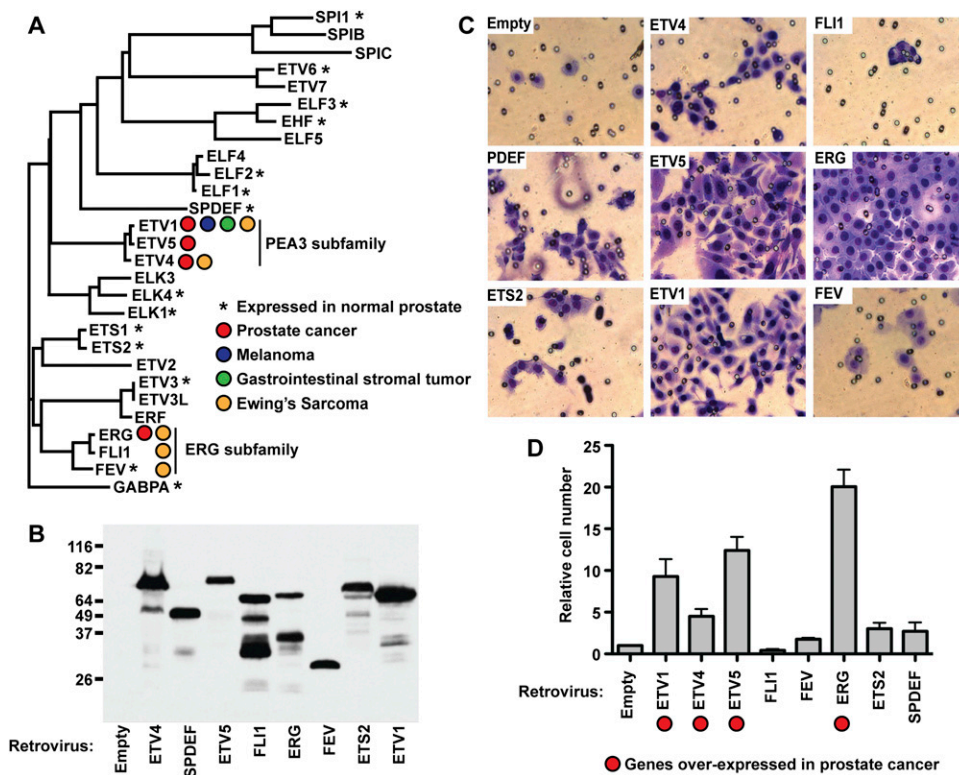 A
SPI1 *
SPIB
SPIC
ETV6 *
ETV7
ELF3 *
EHF *
ELF5
ELF4
ELF2 *
ELF1 *
SPDEF *
ETV1
ETV5
ETV4
PEA3 subfamily
ELK3
ELK4 *
ELK1 *
ETS1 *
ETS2 *
ETV2
ETV3 *
ETV3L
ERF
ERG
FLI1
FEV *
ERG subfamily
GABPA *
* Expressed in normal prostate
Prostate cancer
Melanoma
Gastrointestinal stromal tumor
Ewing's Sarcoma
B
116
82
64
49
37
26
Retrovirus:
Empty
ETV4
SPDEF
ETV5
FLI1
ERG
FEV
ETS2
ETV1
C
Empty
ETV4
FLI1
PDEF
ETV5
ERG
ETS2
ETV1
FEV
D
Relative cell number
25
20
15
10
5
0
Retrovirus:
Empty
ETV1
ETV4
ETV5
FLI1
FEV
ERG
ETS2
SPDEF
Genes over-expressed in prostate cancer